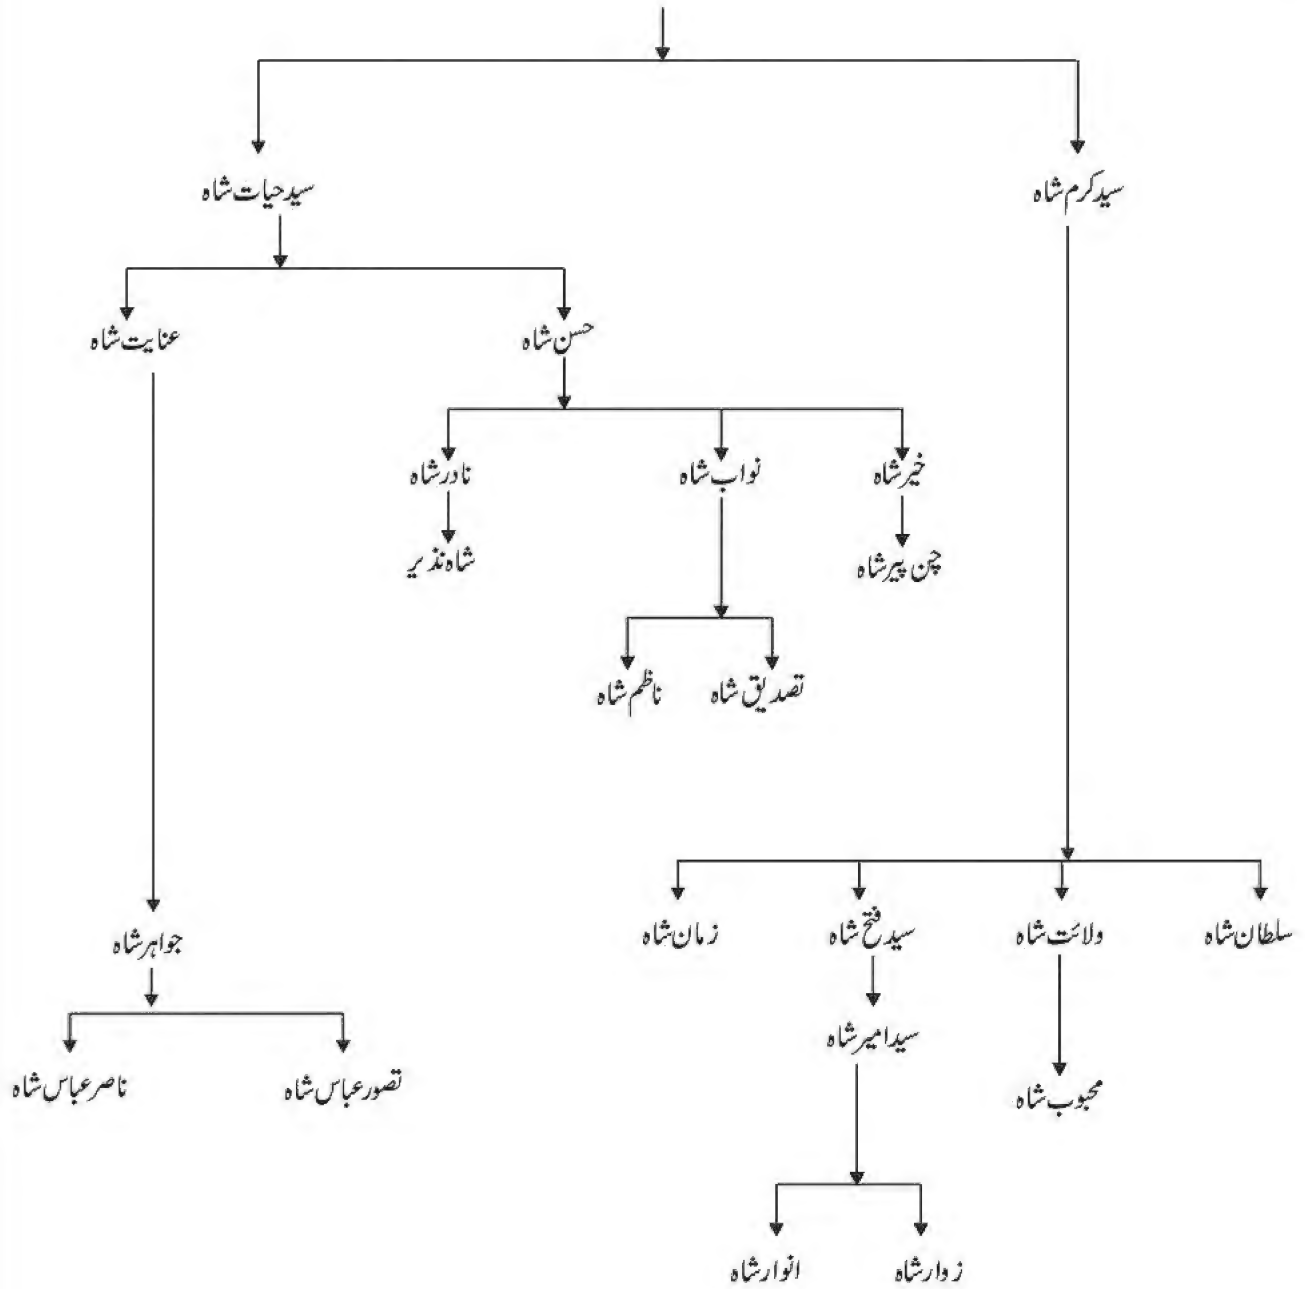 سید کرم شاہ
سید حیات شاہ
حسن شاہ
عنایت شاہ
خیر شاہ
نواب شاہ
نادر شاہ
چن پیر شاہ
شاہ نذیر
تصدیق شاہ
ناظم شاہ
سلطان شاہ
ولائت شاہ
سید فتح شاہ
زمان شاہ
جواہر شاہ
سید امیر شاہ
محبوب شاہ
تصور عباس شاہ
ناصر عباس شاہ
زوار شاہ
انوار شاہ